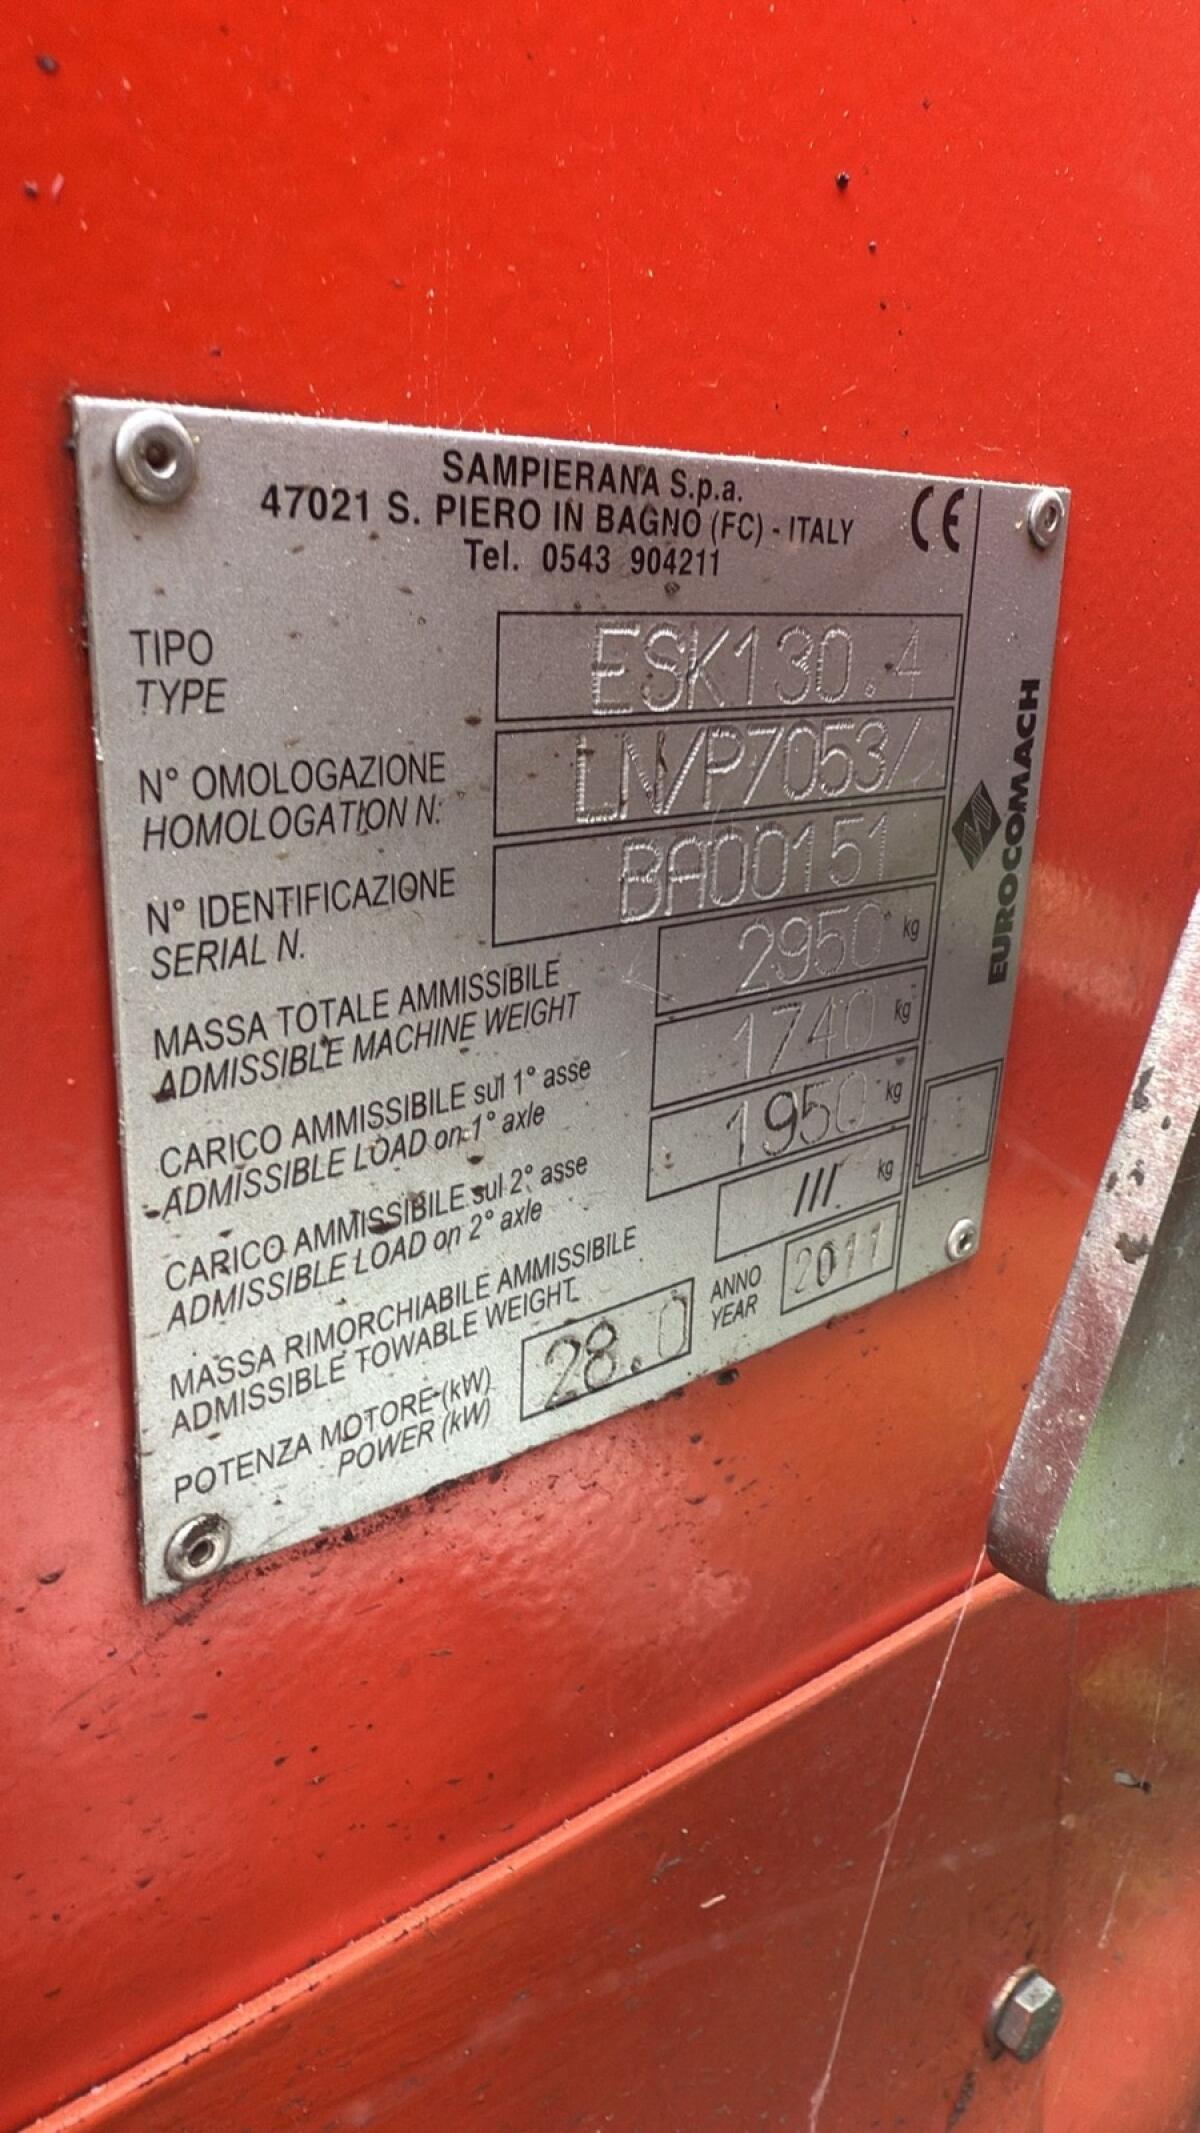 SAMPIERANA S.p.a.
47021 S. PIERO IN BAGNO (FC) - ITALY
Tel. 0543 904211
CE
TIPO
TYPE
ESK130.4
N° OMOLOGAZIONE
HOMOLOGATION N:
LN/P7053/
N° IDENTIFICAZIONE
SERIAL N.
BA00151
MASSA TOTALE AMMISSIBILE
ADMISSIBLE MACHINE WEIGHT
2950 kg
CARICO AMMISSIBILE sul 1° asse
ADMISSIBLE LOAD on 1° axle
1740 kg
CARICO AMMISSIBILE sul 2° asse
ADMISSIBLE LOAD on 2° axle
1950 kg
MASSA RIMORCHIABILE AMMISSIBILE
ADMISSIBLE TOWABLE WEIGHT
/// kg
POTENZA MOTORE (kW)
POWER (kW)
28.0
ANNO
YEAR
2011
EUROCOMACH